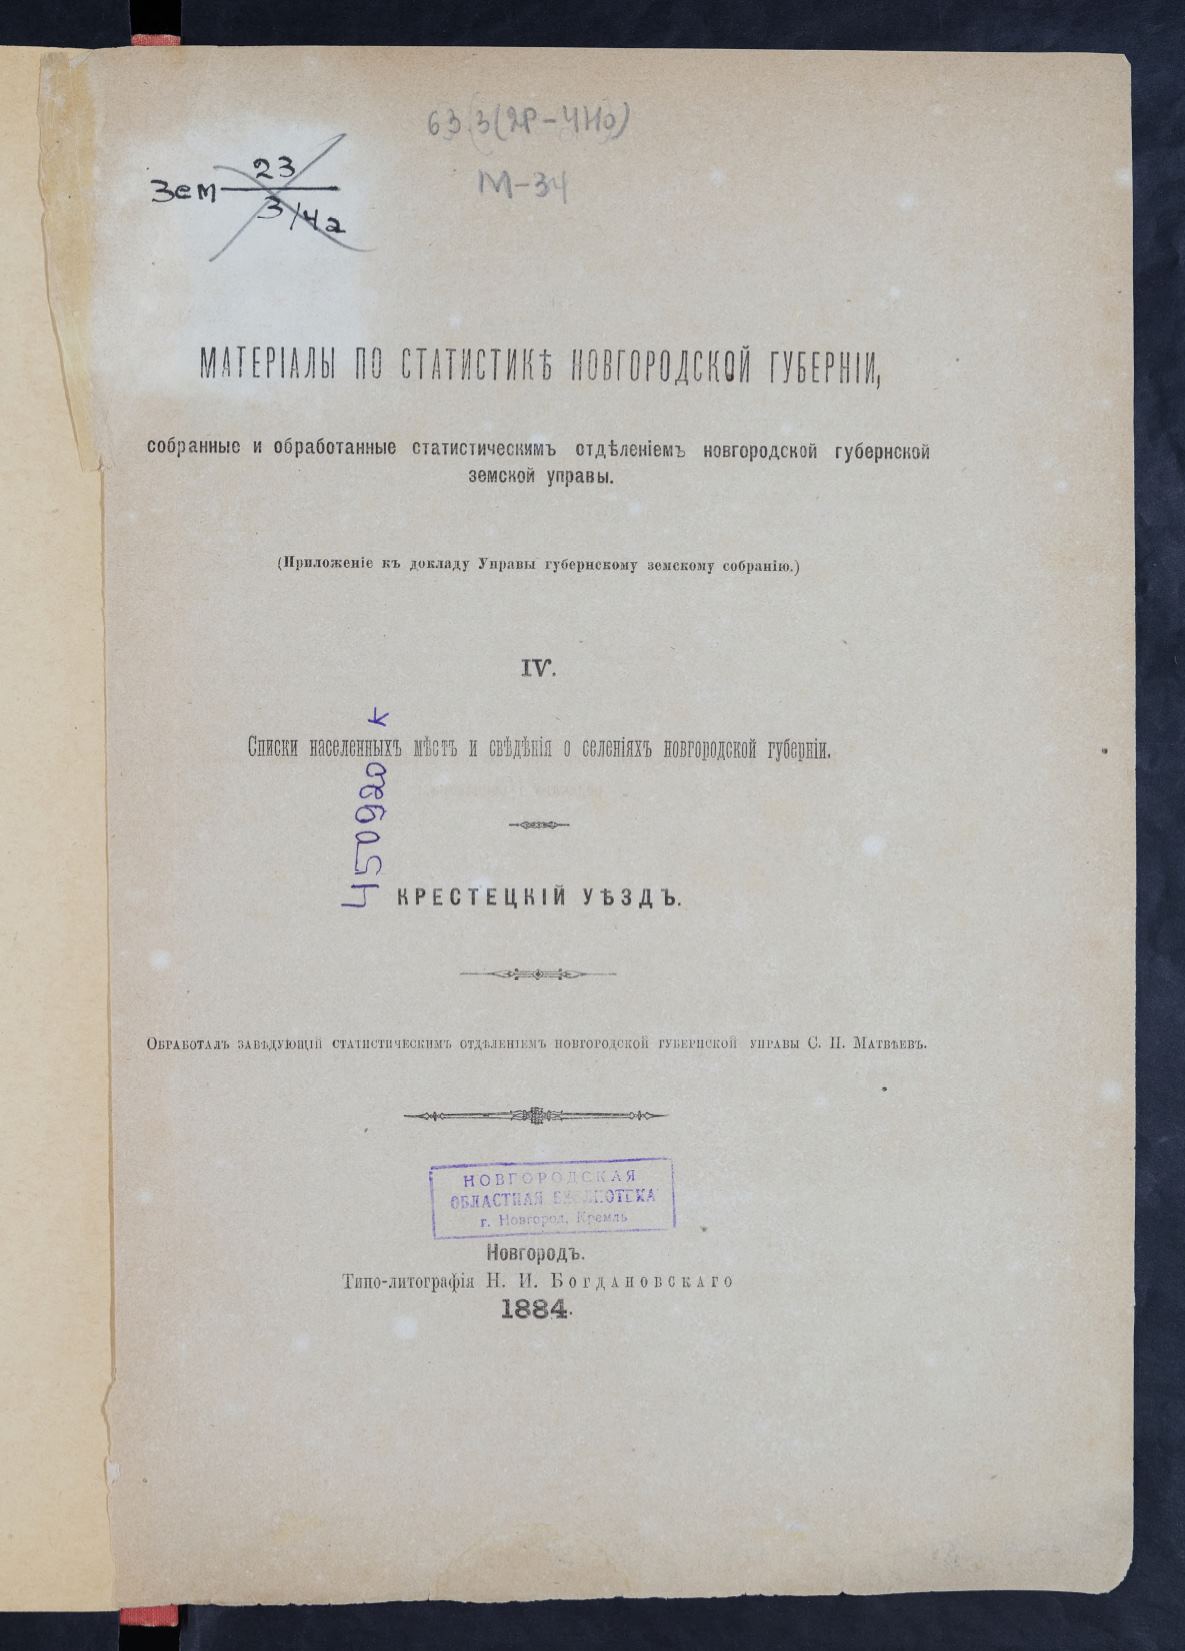 63.3(2Р-4Но)
М-34
Зем 23
3/42
МАТЕРІАЛЫ ПО СТАТИСТИКѢ НОВГОРОДСКОЙ ГУБЕРНІИ,
собранные и обработанные статистическимъ отдѣленіемъ новгородской губернской
земской управы.
(Приложеніе къ докладу Управы губернскому земскому собранію.)
IV.
Списки населенныхъ мѣстъ и свѣдѣнія о селеніяхъ новгородской губерніи.
450920 к
КРЕСТЕЦКІЙ УѢЗДЪ.
Обработалъ завѣдующій статистическимъ отдѣленіемъ новгородской губернской управы С. П. Матвѣевъ.
НОВГОРОДСКАЯ
ОБЛАСТНАЯ БИБЛИОТЕКА
г. Новгород, Кремль
Новгородъ.
Типо-литографія Н. И. Богдановскаго
1884.